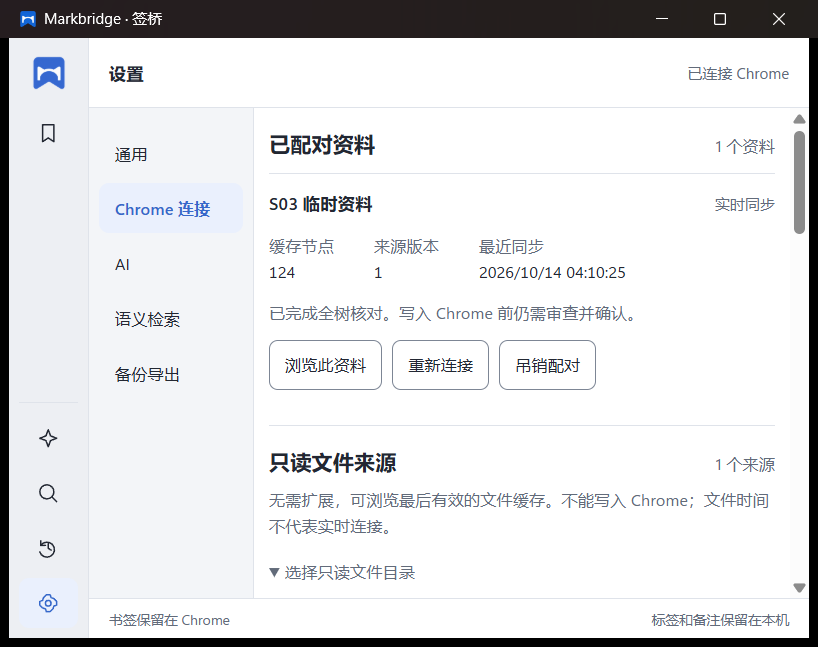 Markbridge · 签桥
设置
已连接 Chrome
通用
Chrome 连接
AI
语义检索
备份导出
已配对资料
1 个资料
S03 临时资料
实时同步
缓存节点
来源版本
最近同步
124
1
2026/10/14 04:10:25
已完成全树核对。写入 Chrome 前仍需审查并确认。
浏览此资料
重新连接
吊销配对
只读文件来源
1 个来源
无需扩展，可浏览最后有效的文件缓存。不能写入 Chrome；文件时间
不代表实时连接。
▼ 选择只读文件目录
书签保留在 Chrome
标签和备注保留在本机